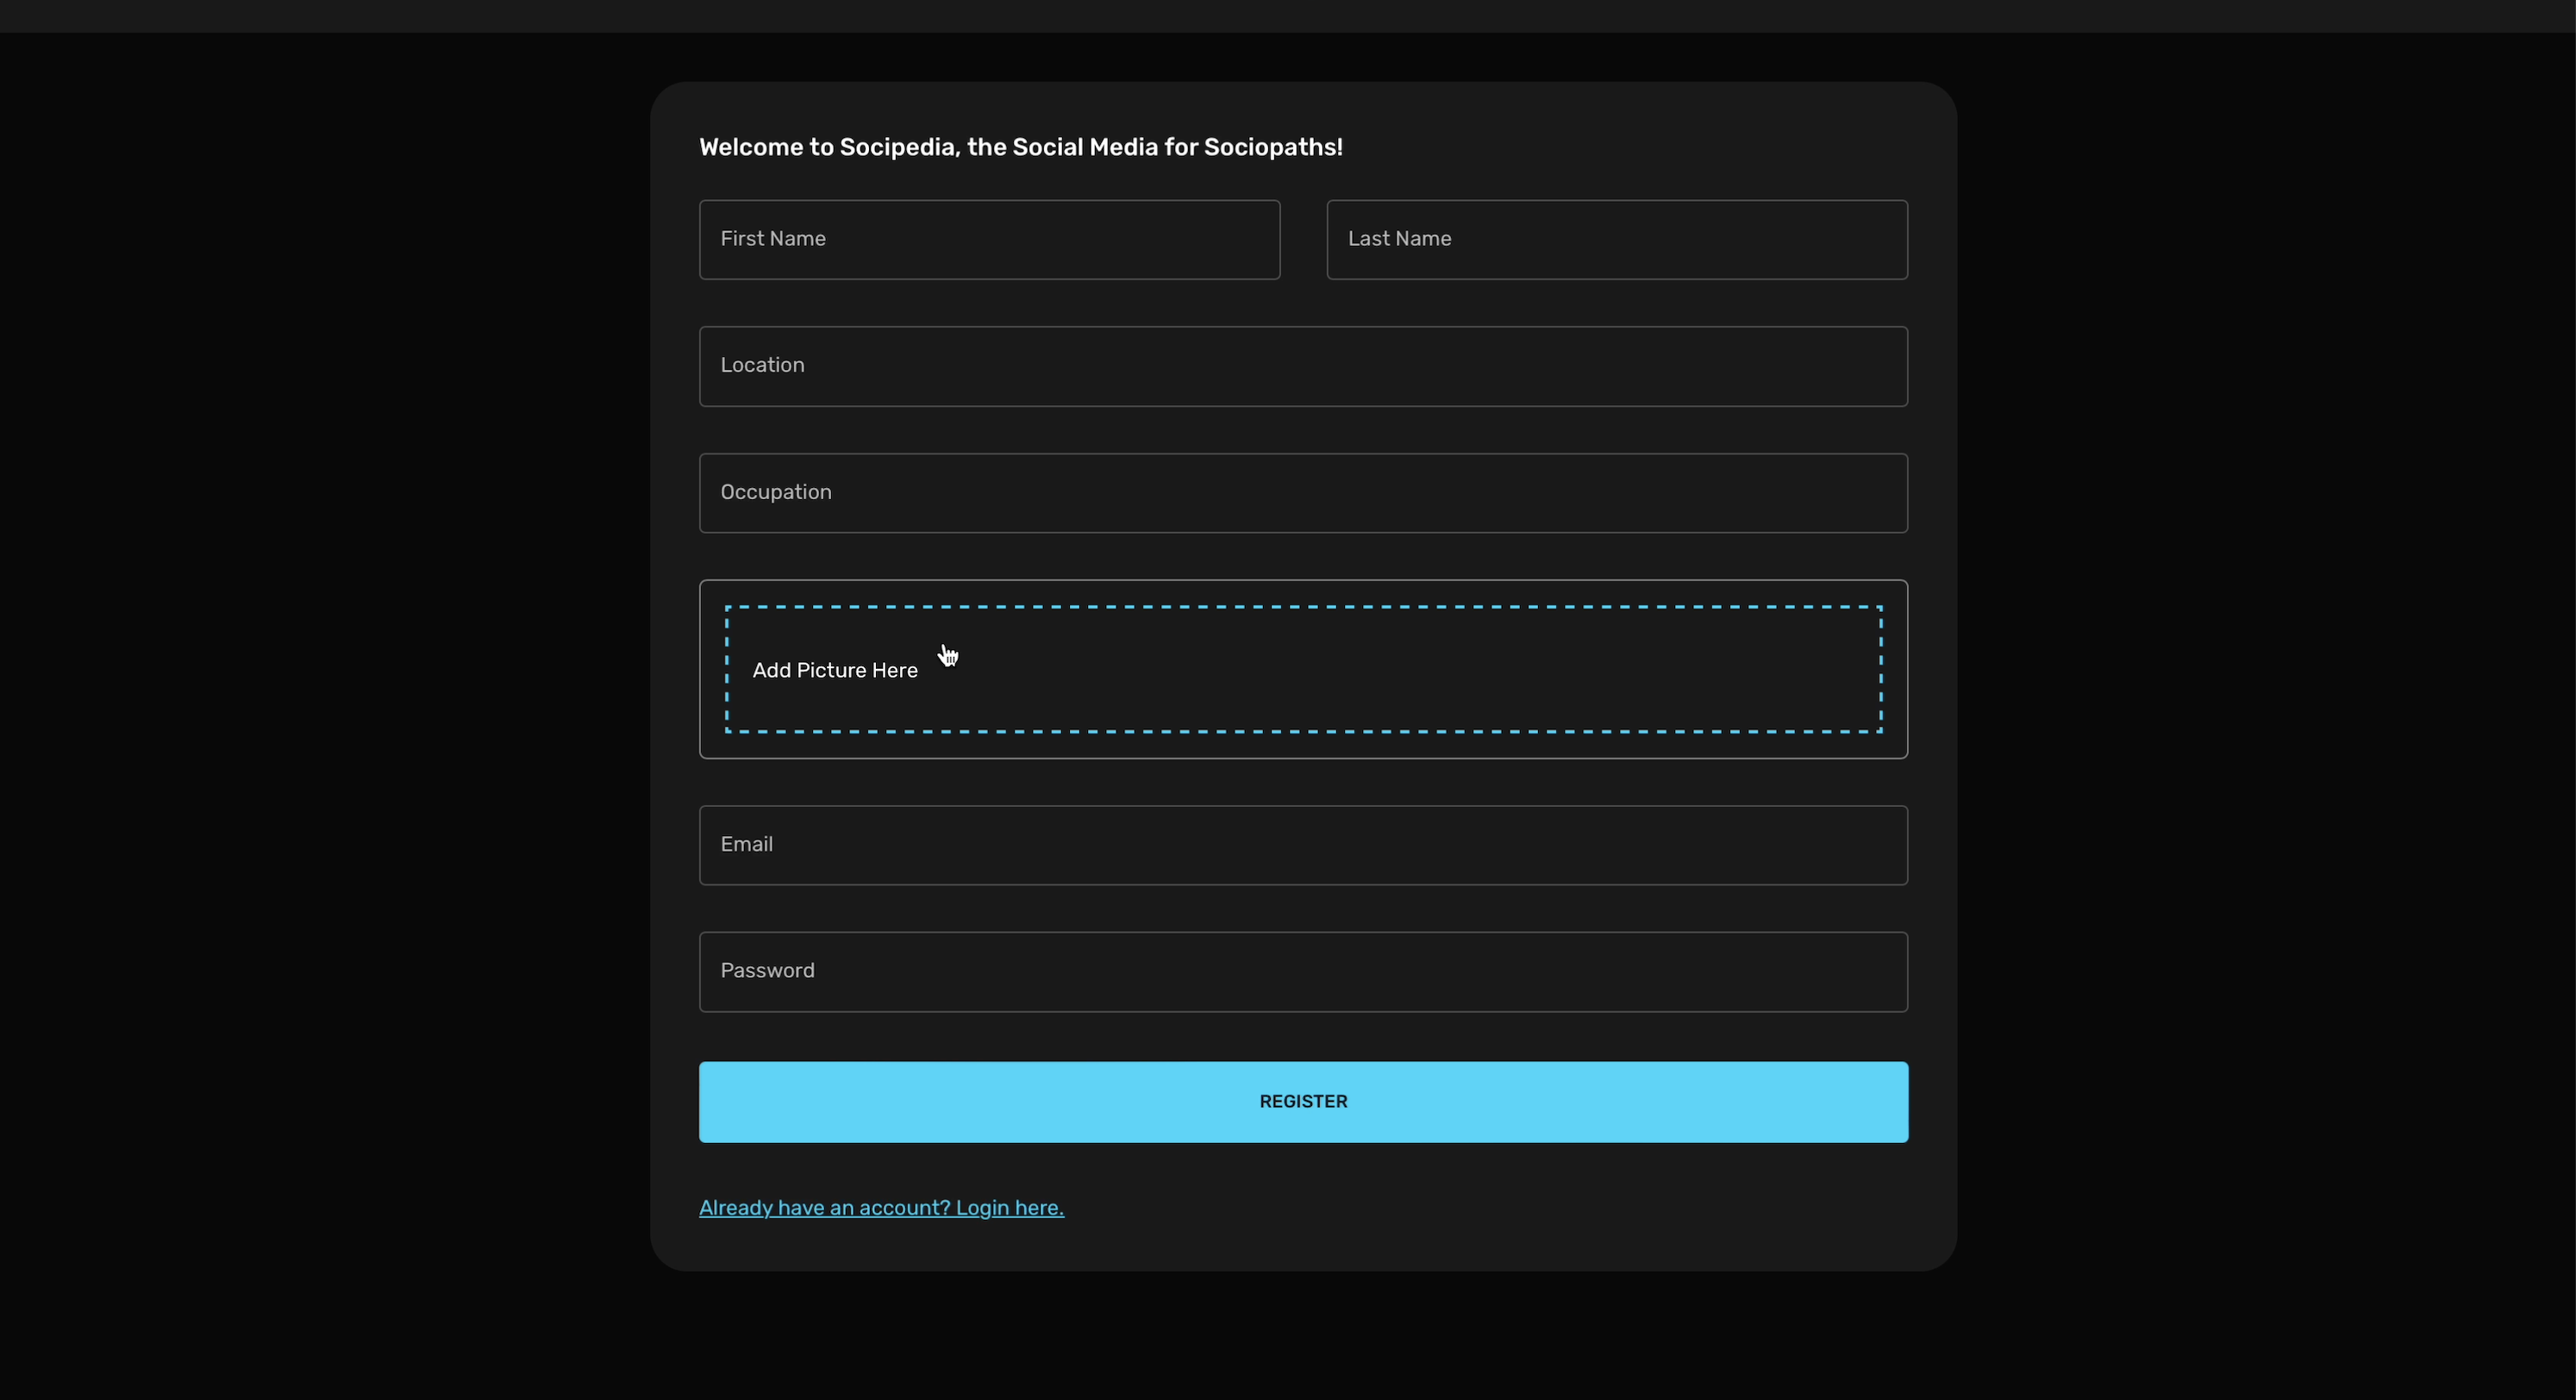 Welcome to Socipedia, the Social Media for Sociopaths!
First Name
Last Name
Location
Occupation
Add Picture Here
Email
Password
REGISTER
Already have an account? Login here.